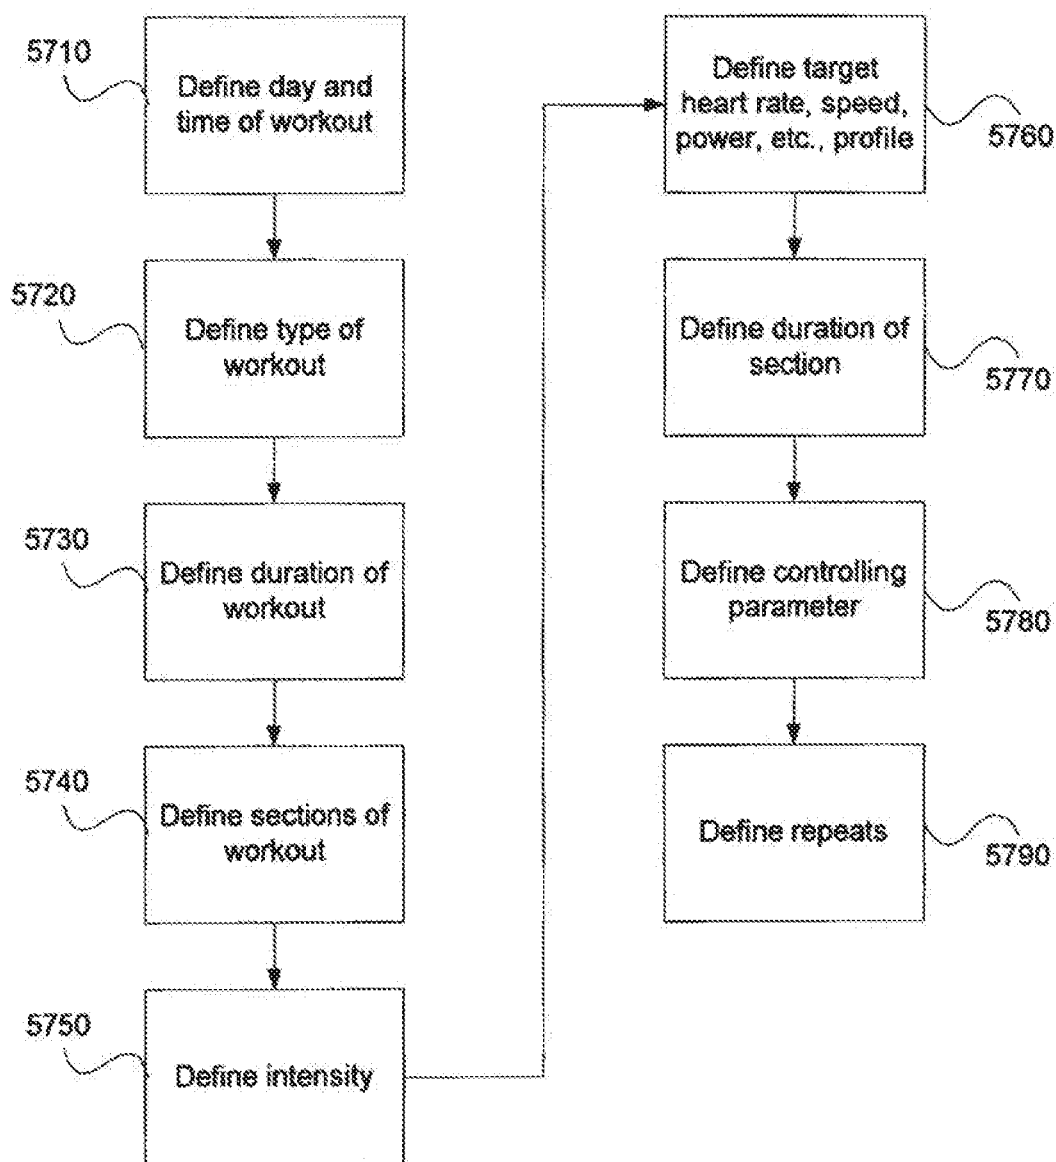 5710
Define day and
time of workout
5720
Define type of
workout
5730
Define duration of
workout
5740
Define sections of
workout
5750
Define intensity
Define target
heart rate, speed,
power, etc., profile
5760
Define duration of
section
5770
Define controlling
parameter
5780
Define repeats
5790